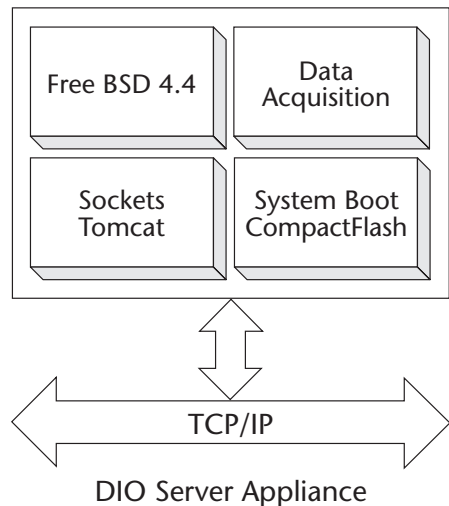 Free BSD 4.4
Data
Acquisition
Sockets
Tomcat
System Boot
CompactFlash
TCP/IP
DIO Server Appliance